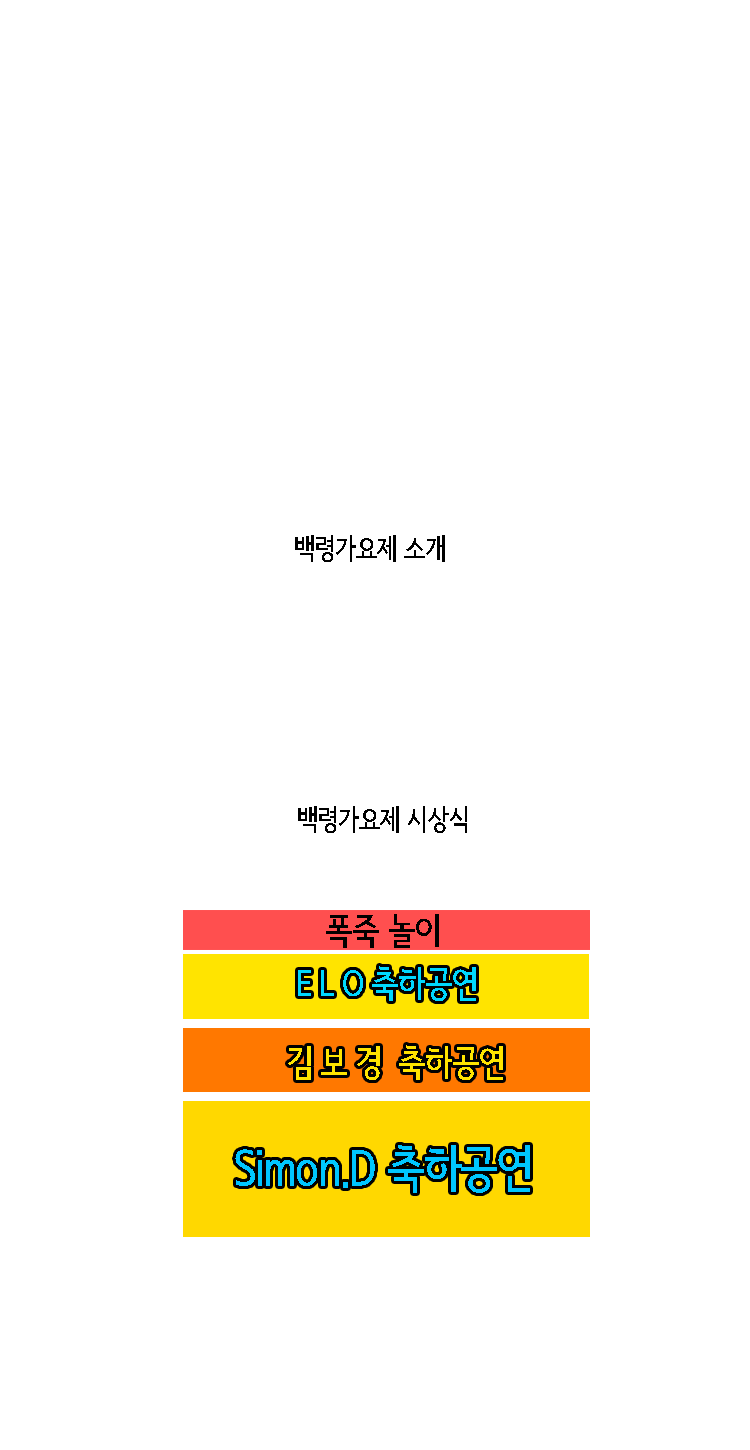 백령가요제 소개
백령가요제 시상식
폭죽 놀이
E L O 축하공연
김 보 경 축하공연
Simon.D 축하공연